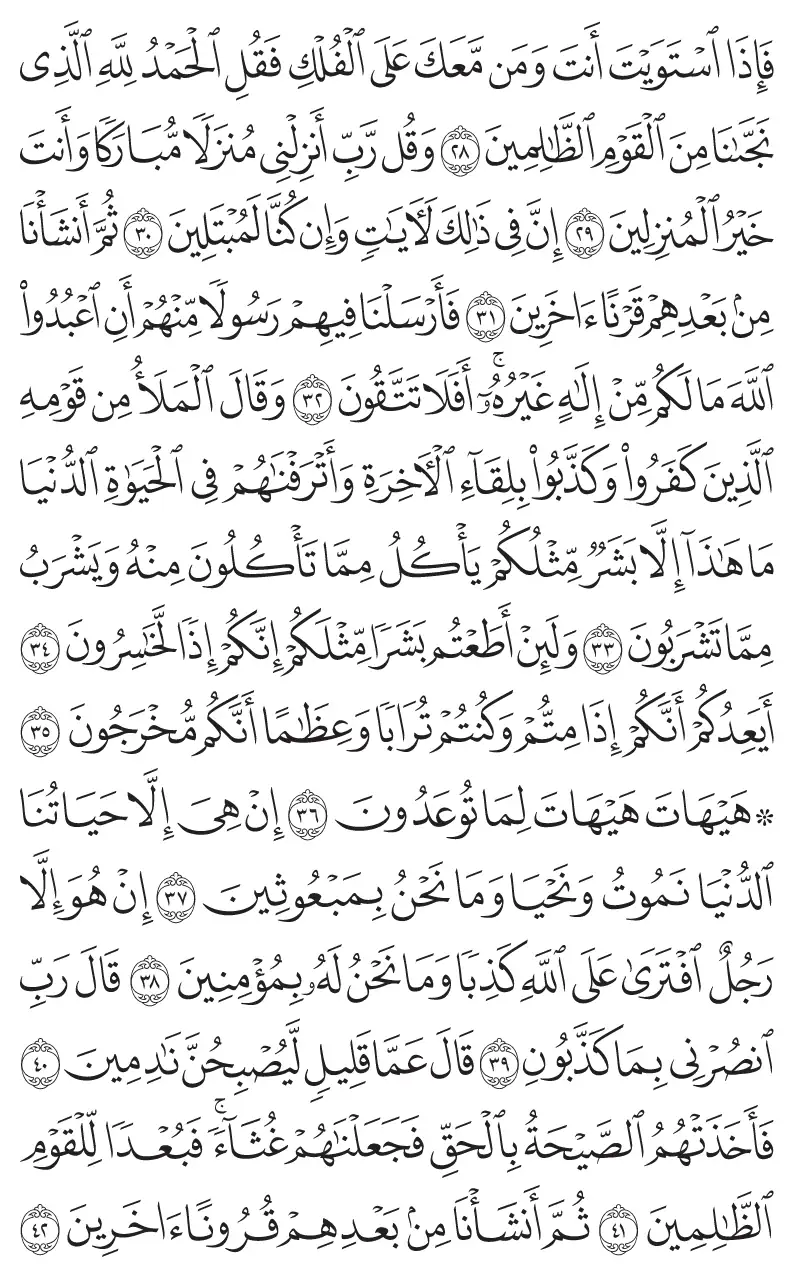 فَإِذَا ٱسۡتَوَيۡتَ أَنتَ وَمَن مَّعَكَ عَلَى ٱلۡفُلۡكِ فَقُلِ ٱلۡحَمۡدُ لِلَّهِ ٱلَّذِي
نَجَّىٰنَا مِنَ ٱلۡقَوۡمِ ٱلظَّٰلِمِينَ ٢٨ وَقُل رَّبِّ أَنزِلۡنِي مُنزَلٗا مُّبَارَكٗا وَأَنتَ
خَيۡرُ ٱلۡمُنزِلِينَ ٢٩ إِنَّ فِي ذَٰلِكَ لَأٓيَٰتٖ وَإِن كُنَّا لَمُبۡتَلِينَ ٣٠ ثُمَّ أَنشَأۡنَا
مِنۢ بَعۡدِهِمۡ قَرۡنًا ءَاخَرِينَ ٣١ فَأَرۡسَلۡنَا فِيهِمۡ رَسُولٗا مِّنۡهُمۡ أَنِ ٱعۡبُدُواْ
ٱللَّهَ مَا لَكُم مِّنۡ إِلَٰهٍ غَيۡرُهُۥٓۚ أَفَلَا تَتَّقُونَ ٣٢ وَقَالَ ٱلۡمَلَأُ مِن قَوۡمِهِ
ٱلَّذِينَ كَفَرُواْ وَكَذَّبُواْ بِلِقَآءِ ٱلۡأٓخِرَةِ وَأَتۡرَفۡنَٰهُمۡ فِي ٱلۡحَيَوٰةِ ٱلدُّنۡيَا
مَا هَٰذَآ إِلَّا بَشَرٞ مِّثۡلُكُمۡ يَأۡكُلُ مِمَّا تَأۡكُلُونَ مِنۡهُ وَيَشۡرَبُ
مِمَّا تَشۡرَبُونَ ٣٣ وَلَئِنۡ أَطَعۡتُم بَشَرٗا مِّثۡلَكُمۡ إِنَّكُمۡ إِذٗا لَّخَٰسِرُونَ ٣٤
أَيَعِدُكُمۡ أَنَّكُمۡ إِذَا مِتُّمۡ وَكُنتُمۡ تُرَابٗا وَعِظَٰمًا أَنَّكُم مُّخۡرَجُونَ ٣٥
۞ هَيۡهَاتَ هَيۡهَاتَ لِمَا تُوعَدُونَ ٣٦ إِنۡ هِيَ إِلَّا حَيَاتُنَا
ٱلدُّنۡيَا نَمُوتُ وَنَحۡيَا وَمَا نَحۡنُ بِمَبۡعُوثِينَ ٣٧ إِنۡ هُوَ إِلَّا
رَجُلٌ ٱفۡتَرَىٰ عَلَى ٱللَّهِ كَذِبٗا وَمَا نَحۡنُ لَهُۥ بِمُؤۡمِنِينَ ٣٨ قَالَ رَبِّ
ٱنصُرۡنِي بِمَا كَذَّبُونِ ٣٩ قَالَ عَمَّا قَلِيلٖ لَّيُصۡبِحُنَّ نَٰدِمِينَ ٤٠
فَأَخَذَتۡهُمُ ٱلصَّيۡحَةُ بِٱلۡحَقِّ فَجَعَلۡنَٰهُمۡ غُثَآءٗۚ فَبُعۡدٗا لِّلۡقَوۡمِ
ٱلظَّٰلِمِينَ ٤١ ثُمَّ أَنشَأۡنَا مِنۢ بَعۡدِهِمۡ قُرُونًا ءَاخَرِينَ ٤٢